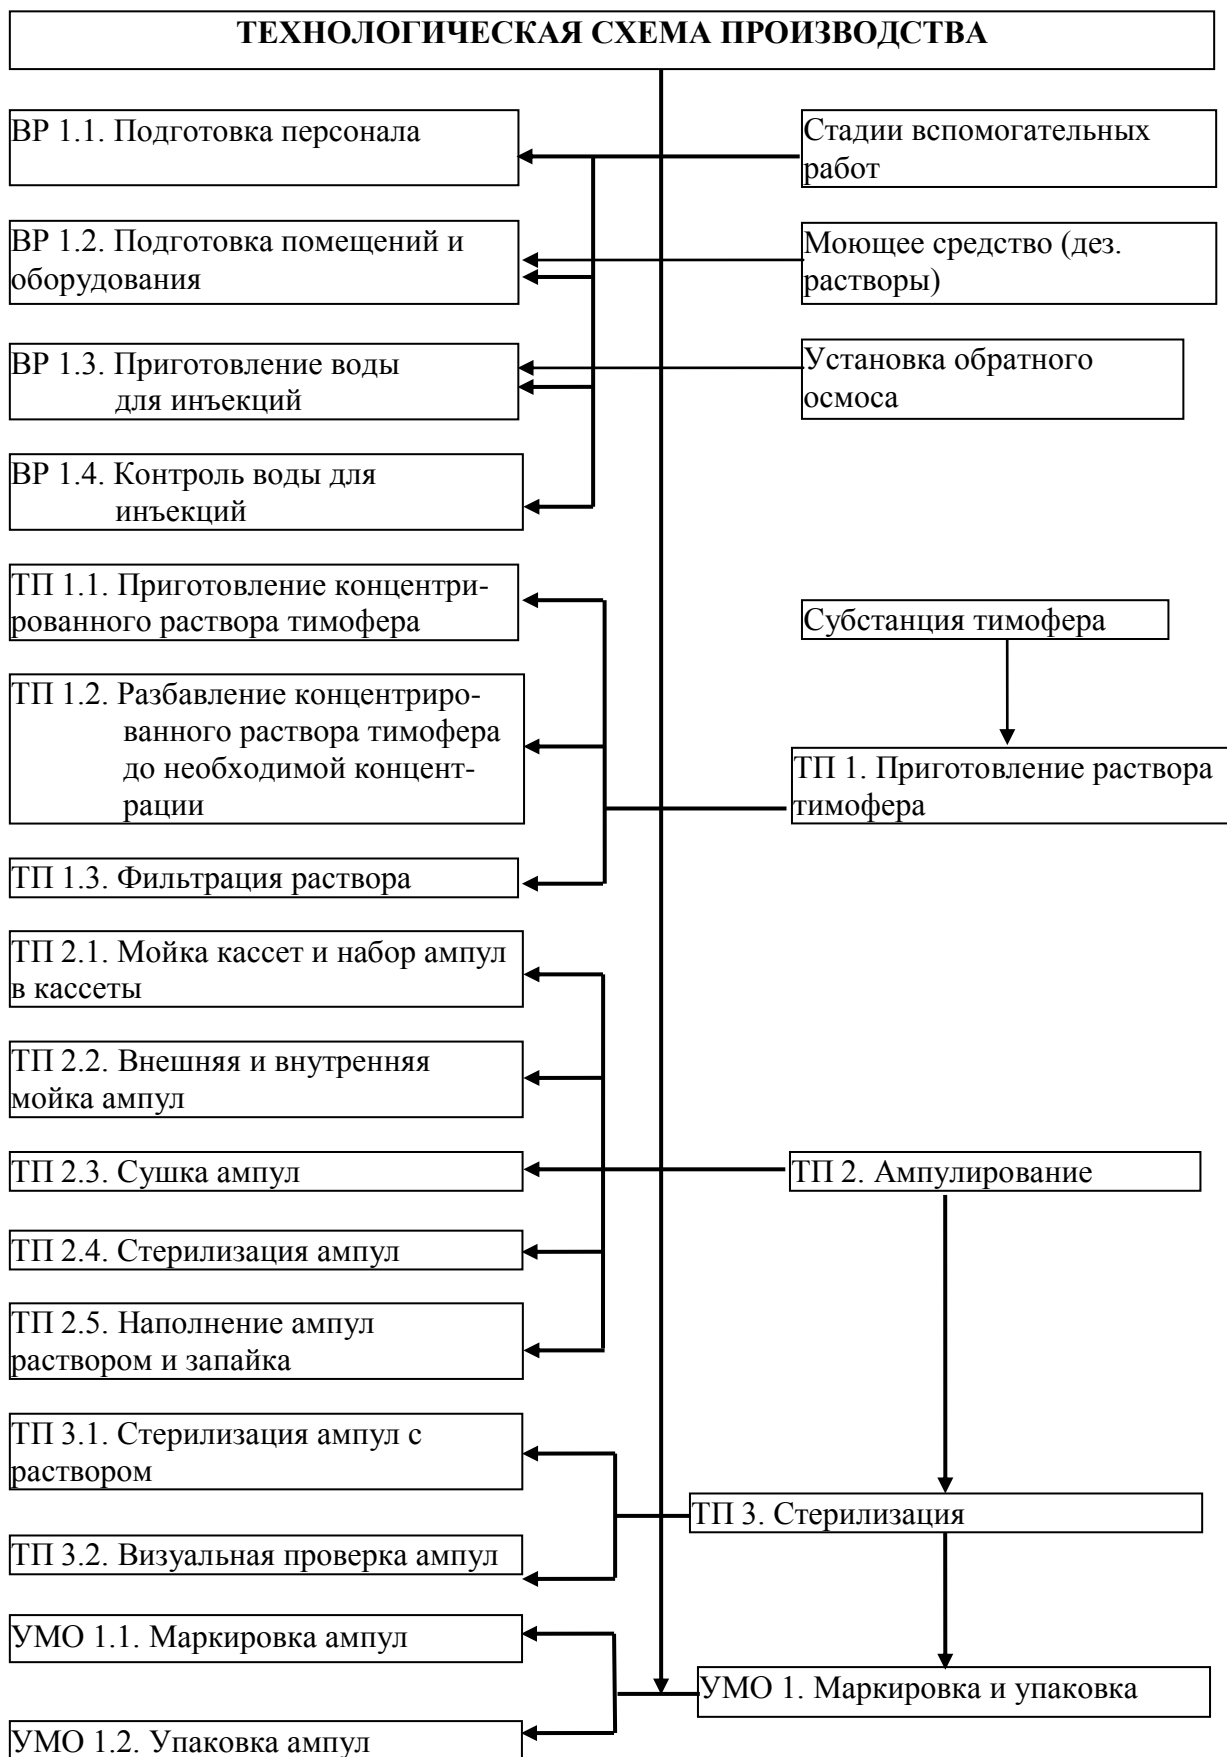 ТЕХНОЛОГИЧЕСКАЯ СХЕМА ПРОИЗВОДСТВА
ВР 1.1. Подготовка персонала
Стадии вспомогательных
работ
ВР 1.2. Подготовка помещений и
оборудования
Моющее средство (дез.
растворы)
ВР 1.3. Приготовление воды
для инъекций
Установка обратного
осмоса
ВР 1.4. Контроль воды для
инъекций
ТП 1.1. Приготовление концентри-
рованного раствора тимофера
Субстанция тимофера
ТП 1.2. Разбавление концентриро-
ванного раствора тимофера
до необходимой концент-
рации
ТП 1. Приготовление раствора
тимофера
ТП 1.3. Фильтрация раствора
ТП 2.1. Мойка кассет и набор ампул
в кассеты
ТП 2.2. Внешняя и внутренняя
мойка ампул
ТП 2.3. Сушка ампул
ТП 2. Ампулирование
ТП 2.4. Стерилизация ампул
ТП 2.5. Наполнение ампул
раствором и запайка
ТП 3.1. Стерилизация ампул с
раствором
ТП 3. Стерилизация
ТП 3.2. Визуальная проверка ампул
УМО 1.1. Маркировка ампул
УМО 1. Маркировка и упаковка
УМО 1.2. Упаковка ампул